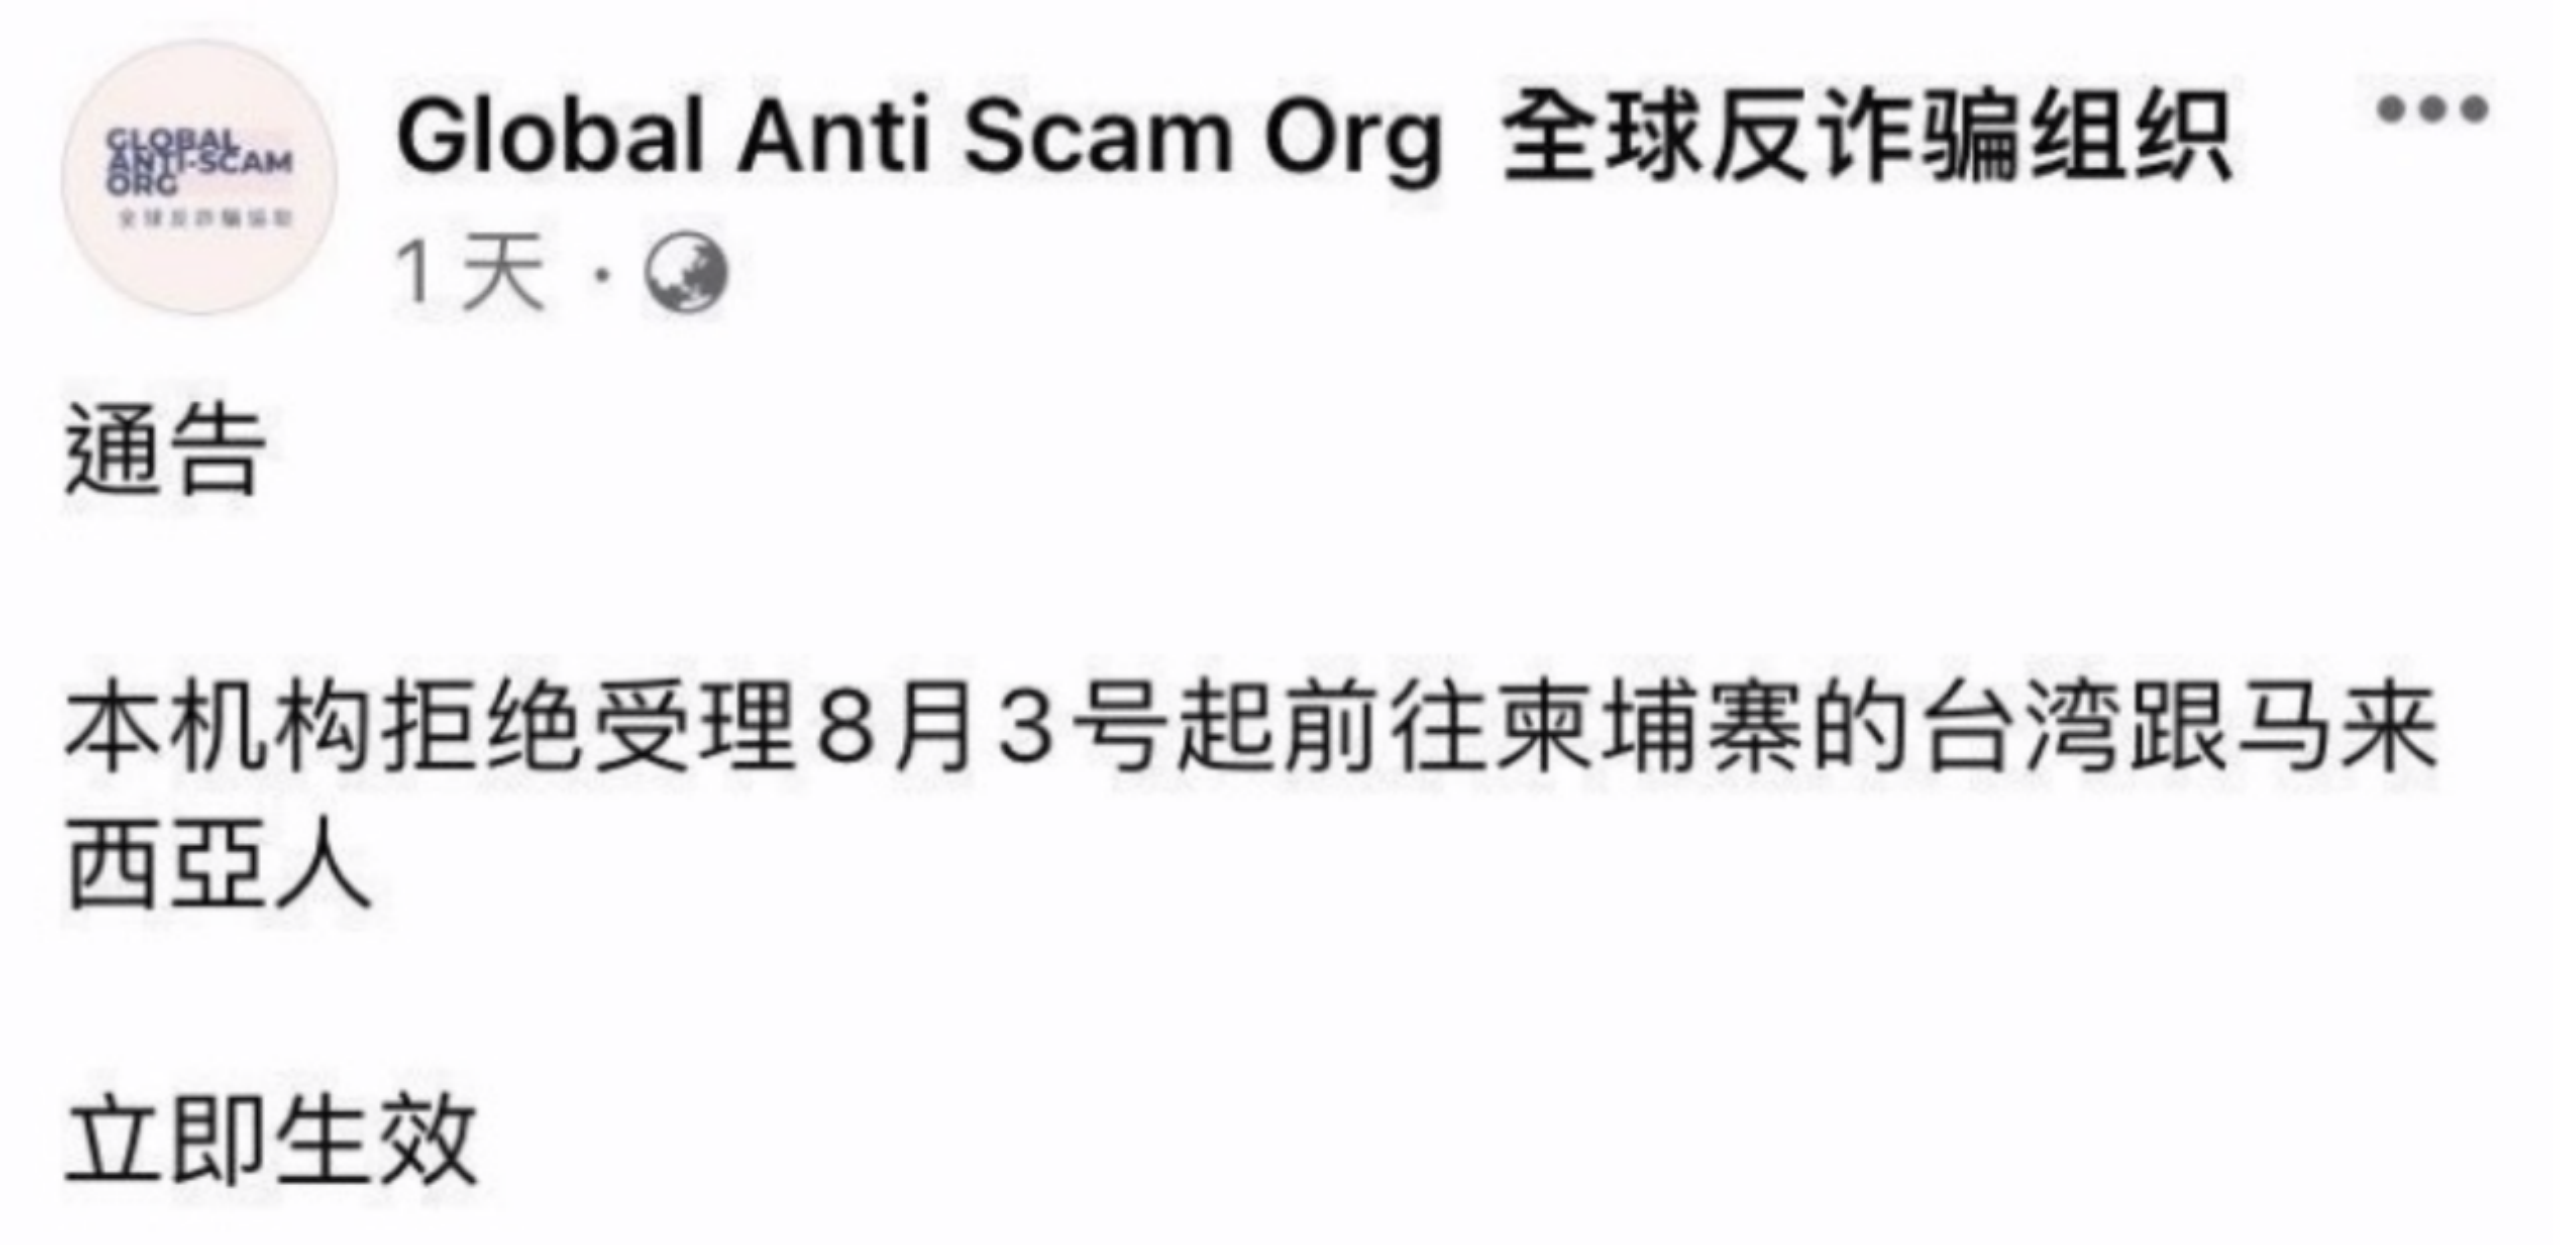 GLOBAL
ANTI-SCAM
ORG
Global Anti Scam Org 全球反诈骗组织
1天 ·
通告
本机构拒绝受理8月3号起前往柬埔寨的台湾跟马来
西亞人
立即生效